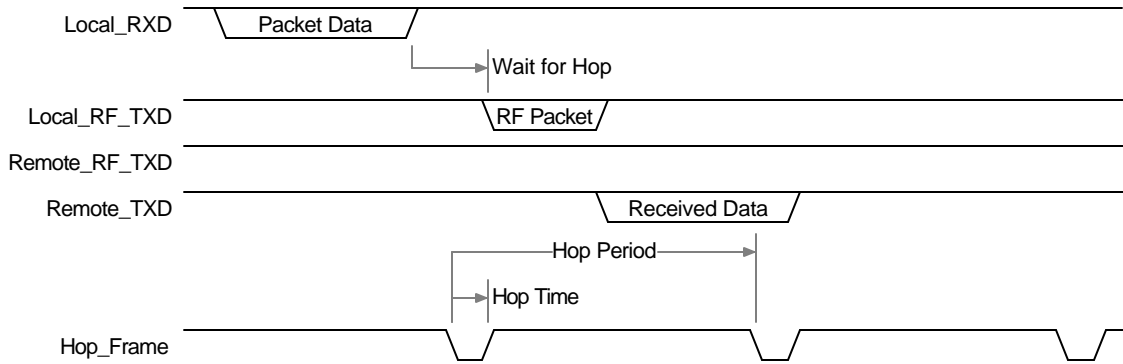 Local_RXD
Packet Data
Wait for Hop
Local_RF_TXD
RF Packet
Remote_RF_TXD
Remote_TXD
Received Data
Hop Period
Hop Time
Hop_Frame